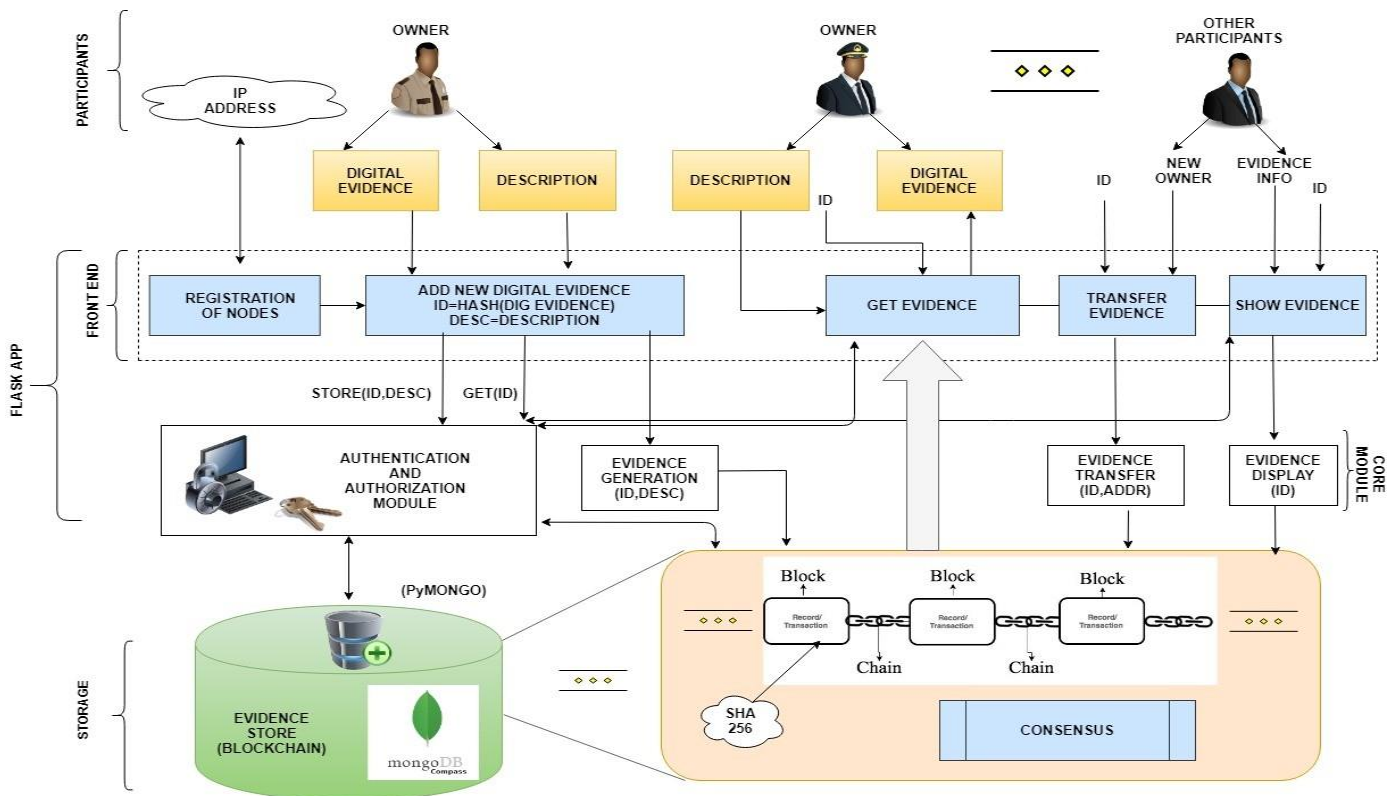 PARTICIPANTS
OWNER
OWNER
OTHER
PARTICIPANTS
IP
ADDRESS
DIGITAL
EVIDENCE
DESCRIPTION
DESCRIPTION
ID
DIGITAL
EVIDENCE
ID
NEW
OWNER
EVIDENCE
INFO
ID
FLASK APP
FRONT END
REGISTRATION
OF NODES
ADD NEW DIGITAL EVIDENCE
ID=HASH(DIG EVIDENCE)
DESC=DESCRIPTION
GET EVIDENCE
TRANSFER
EVIDENCE
SHOW EVIDENCE
STORE(ID,DESC)
GET(ID)
AUTHENTICATION
AND
AUTHORIZATION
MODULE
EVIDENCE
GENERATION
(ID,DESC)
EVIDENCE
TRANSFER
(ID,ADDR)
EVIDENCE
DISPLAY
(ID)
CORE
MODULE
(PyMONGO)
STORAGE
EVIDENCE
STORE
(BLOCKCHAIN)
mongoDB
Compass
Block
Block
Block
Record/
Transaction
Record/
Transaction
Record/
Transaction
Chain
Chain
SHA
256
CONSENSUS